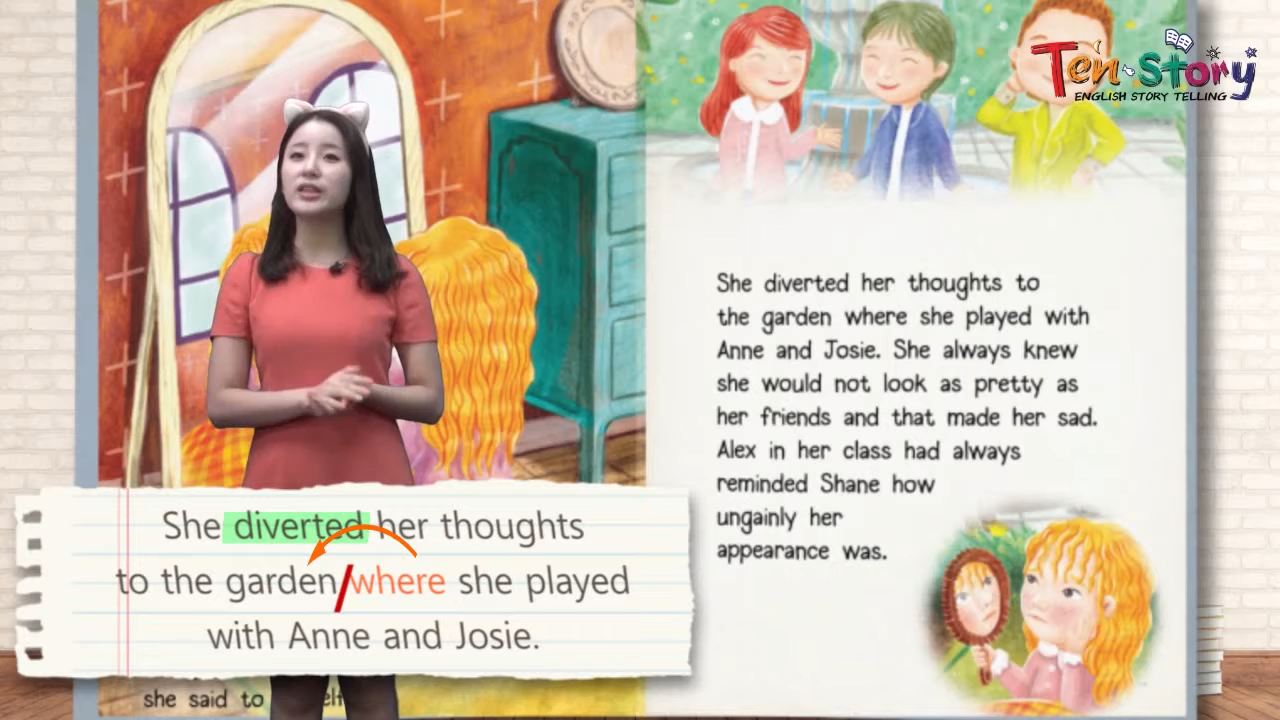 Ten Story
ENGLISH STORY TELLING
She diverted her thoughts to
the garden where she played with
Anne and Josie. She always knew
she would not look as pretty as
her friends and that made her sad.
Alex in her class had always
reminded Shane how
ungainly her
appearance was.
She diverted her thoughts
to the garden/where she played
with Anne and Josie.
she said to